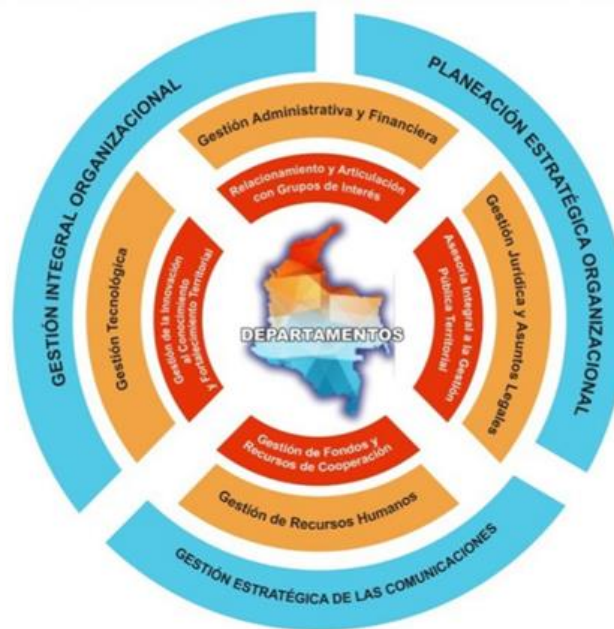 GESTIÓN INTEGRAL ORGANIZACIONAL
PLANEACIÓN ESTRATÉGICA ORGANIZACIONAL
Gestión Administrativa y Financiera
Relacionamiento y Articulación
con Grupos de Interés
Gestión Tecnológica
Gestión de la Innovación
al Conocimiento
y Fortalecimiento Territorial
DEPARTAMENTOS
Asesoría Integral a la Gestión
Pública Territorial
Gestión Jurídica y Asuntos Legales
Gestión de Fondos y
Recursos de Cooperación
Gestión de Recursos Humanos
GESTIÓN ESTRATÉGICA DE LAS COMUNICACIONES